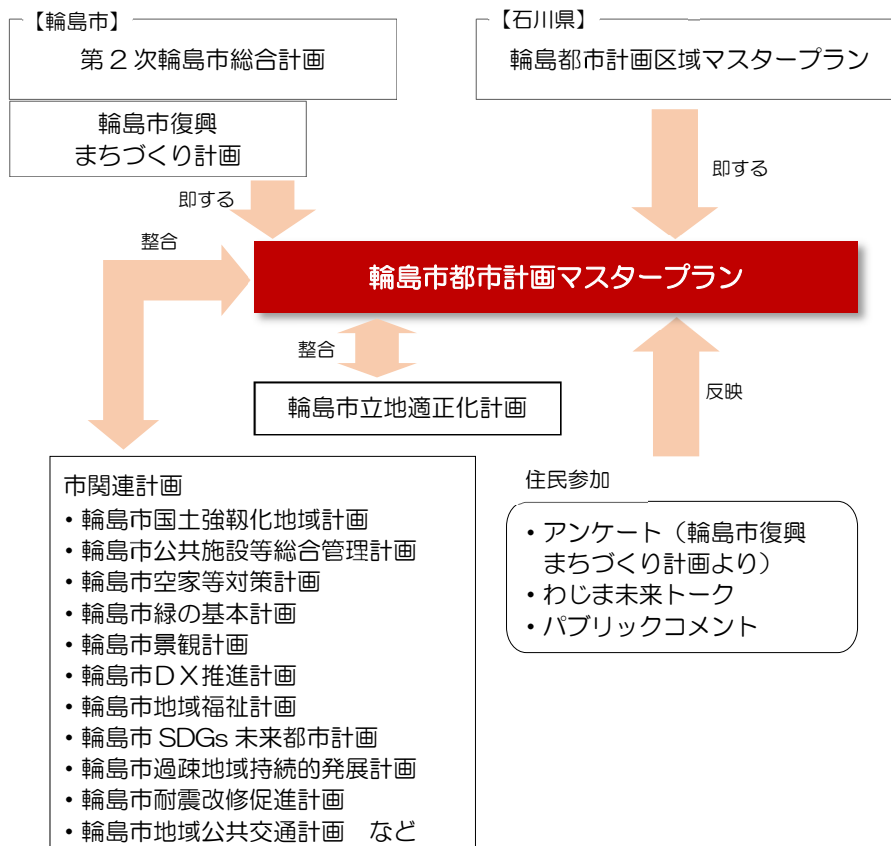 【輪島市】
第2次輪島市総合計画
輪島市復興
まちづくり計画
【石川県】
輪島都市計画区域マスタープラン
即する
即する
整合
輪島市都市計画マスタープラン
整合
輪島市立地適正化計画
反映
市関連計画
・輪島市国土強靱化地域計画
・輪島市公共施設等総合管理計画
・輪島市空家等対策計画
・輪島市緑の基本計画
・輪島市景観計画
・輪島市DX推進計画
・輪島市地域福祉計画
・輪島市 SDGs 未来都市計画
・輪島市過疎地域持続的発展計画
・輪島市耐震改修促進計画
・輪島市地域公共交通計画　など
住民参加
・アンケート（輪島市復興
まちづくり計画より）
・わじま未来トーク
・パブリックコメント